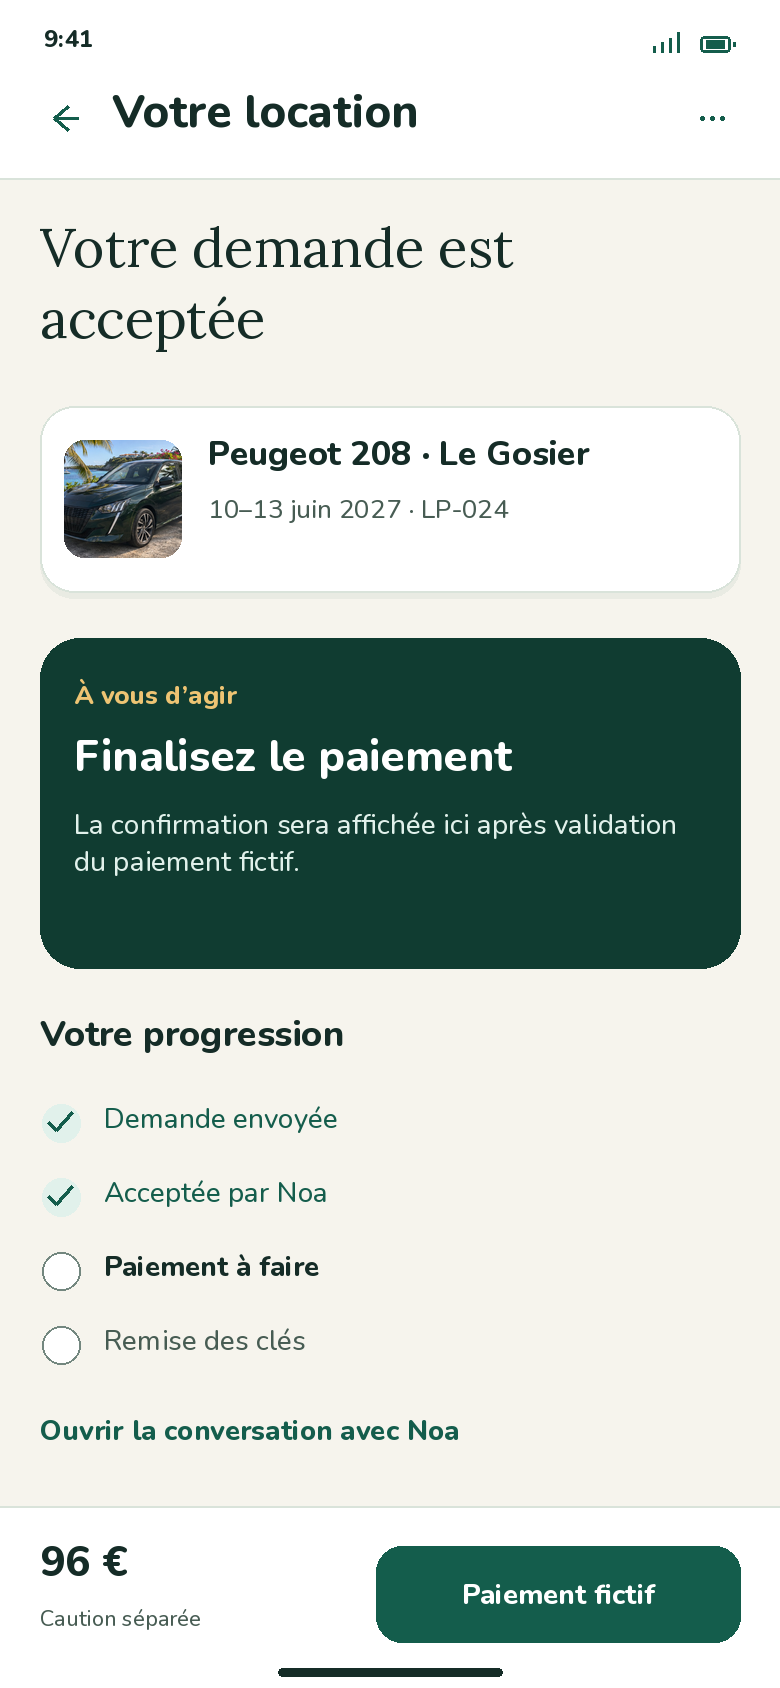 9:41
Votre location
Votre demande est
acceptée
Peugeot 208 · Le Gosier
10–13 juin 2027 · LP-024
À vous d’agir
Finalisez le paiement
La confirmation sera affichée ici après validation
du paiement fictif.
Votre progression
Demande envoyée
Acceptée par Noa
Paiement à faire
Remise des clés
Ouvrir la conversation avec Noa
96 €
Paiement fictif
Caution séparée